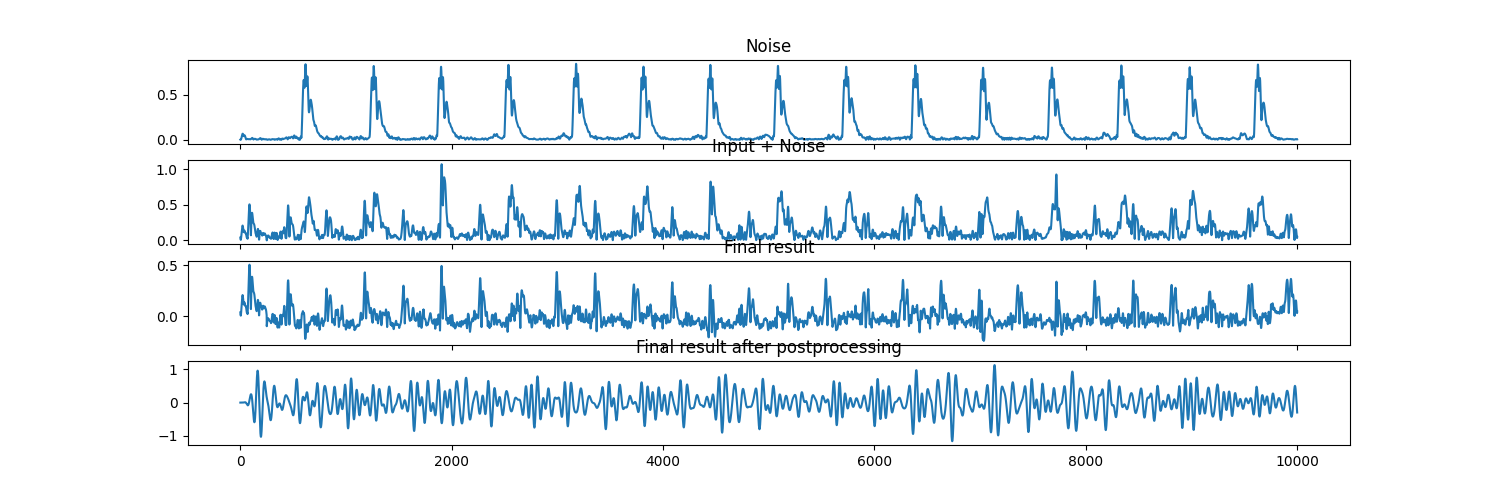 Noise
0.5
0.0
Input + Noise
1.0
0.5
0.0
Final result
0.5
0.0
Final result after postprocessing
1
0
−1
0 2000 4000 6000 8000 10000